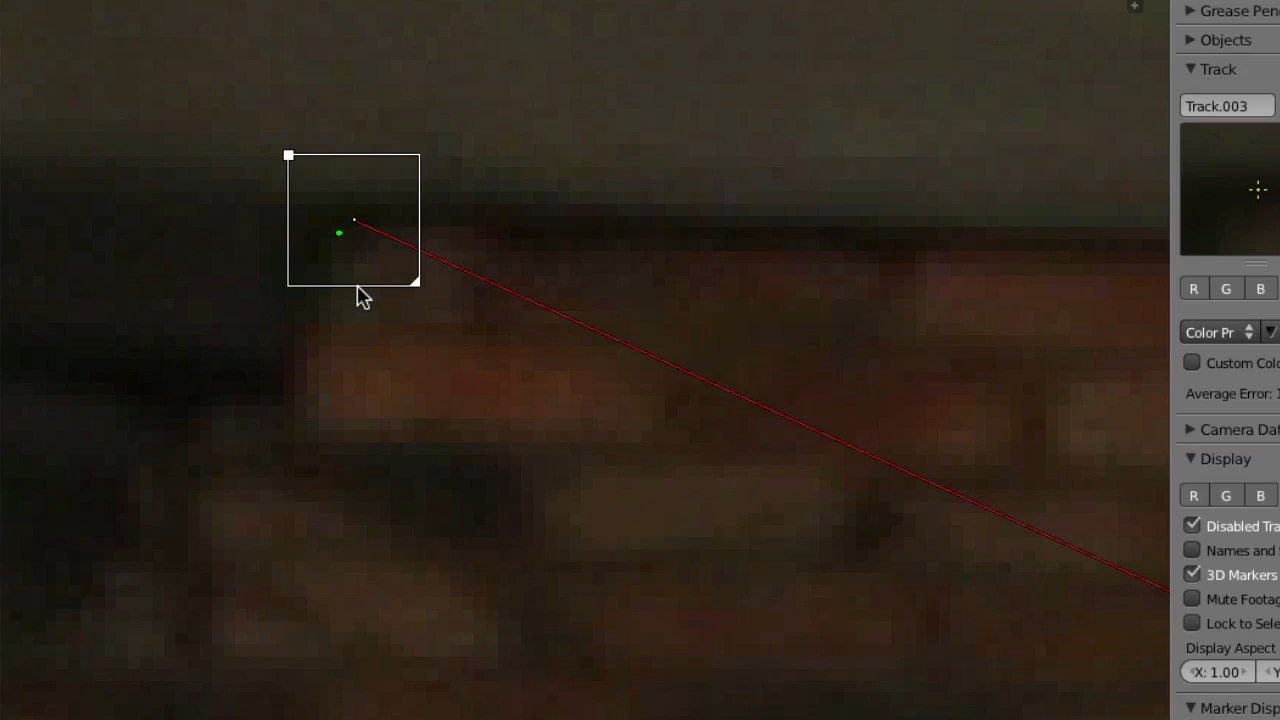 Grease Pen
Objects
Track
Track.003
R G B
Color Pr
Custom Colo
Average Error: 1
Camera Dat
Display
R G B
Disabled Tra
Names and S
3D Markers
Mute Footag
Lock to Sele
Display Aspect
X: 1.00 Y
Marker Disp